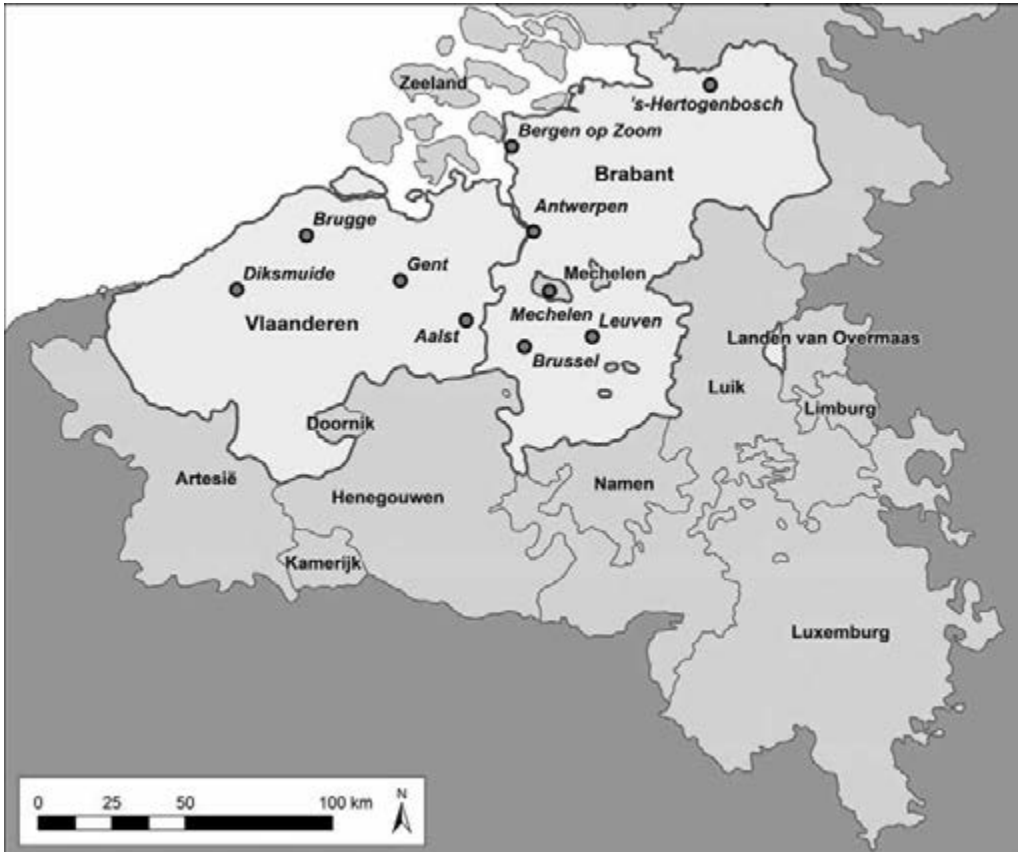 Zeeland
's-Hertogenbosch
Bergen op Zoom
Brabant
Antwerpen
Brugge
Gent
Diksmuide
Mechelen
Vlaanderen
Mechelen
Aalst
Leuven
Brussel
Landen van Overmaas
Luik
Limburg
Doornik
Artesië
Henegouwen
Namen
Kamerijk
Luxemburg
0 25 50 100 km
N